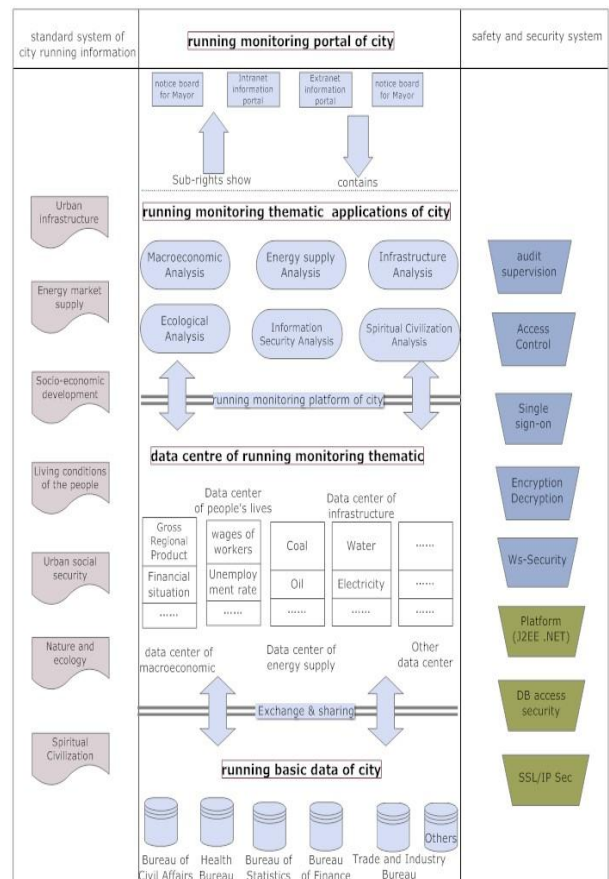 standard system of
city running information
running monitoring portal of city
safety and security system
notice board
for Mayor
Intranet
information
portal
Extranet
information
portal
notice board
for Mayor
Sub-rights show
contains
running monitoring thematic applications of city
Macroeconomic
Analysis
Energy supply
Analysis
Infrastructure
Analysis
Ecological
Analysis
Information
Security Analysis
Spiritual Civilization
Analysis
running monitoring platform of city
data centre of running monitoring thematic
Data center
of people's lives
Data center of
infrastructure
Gross
Regional
Product
Financial
situation
......
wages of
workers
Unemploy
ment rate
......
Coal
Oil
......
Water
Electricity
......
......
......
......
data center of
macroeconomic
Data center of
energy supply
Other
data center
Exchange & sharing
running basic data of city
Bureau of
Civil Affairs
Health
Bureau
Bureau of
Statistics
Bureau
of Finance
Trade and Industry
Bureau
Others
Urban
infrastructure
Energy market
supply
Socio-economic
development
Living conditions
of the people
Urban social
security
Nature and
ecology
Spiritual
Civilization
audit
supervision
Access
Control
Single
sign-on
Encryption
Decryption
Ws-Security
Platform
(J2EE .NET)
DB access
security
SSL/IP Sec